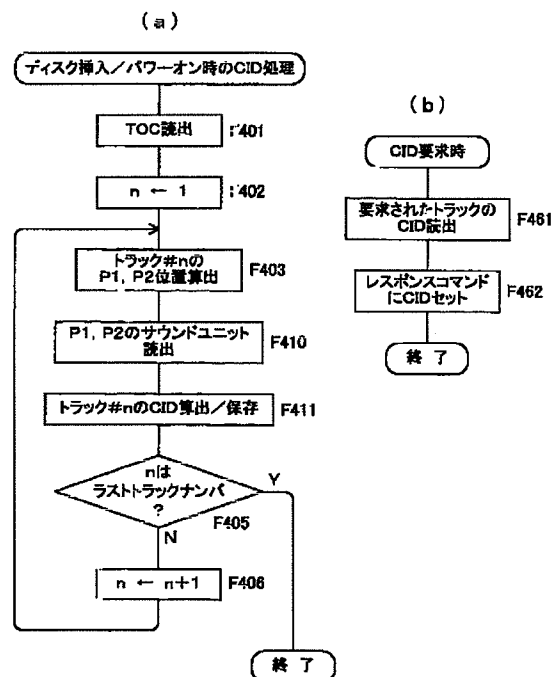 (a)
ディスク挿入／パワーオン時のCID処理
TOC読出
F401
n ← 1
F402
トラック#nの
P1, P2位置算出
F403
P1, P2のサウンドユニット
読出
F410
トラック#nのCID算出／保存
F411
nは
ラストトラックナンバ
?
Y
F405
N
n ← n+1
F406
終了
(b)
CID要求時
要求されたトラックの
CID読出
F461
レスポンスコマンド
にCIDセット
F462
終了